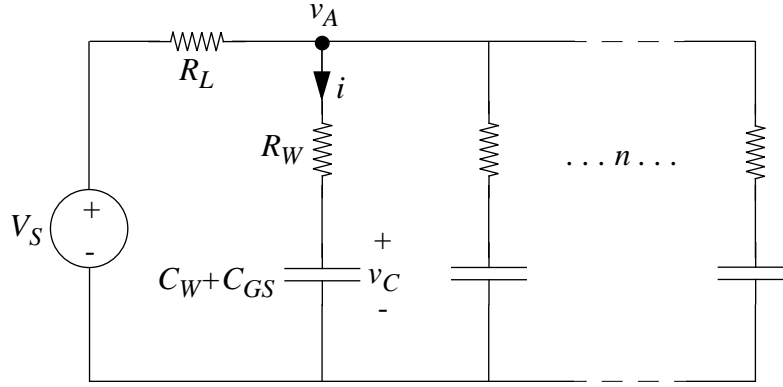 v_A
R_L
i
R_W
. . . n . . .
V_S
+
-
C_W+C_GS
+
v_C
-